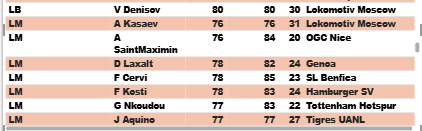 LB V Denisov 80 80 30 Lokomotiv Moscow
LM A Kasaev 76 76 31 Lokomotiv Moscow
LM A SaintMaximin 76 84 20 OGC Nice
LM D Laxalt 78 82 24 Genoa
LM F Cervi 78 85 23 SL Benfica
LM F Kosti 78 83 24 Hamburger SV
LM G Nkoudou 77 83 22 Tottenham Hotspur
LM J Aquino 77 77 27 Tigres UANL